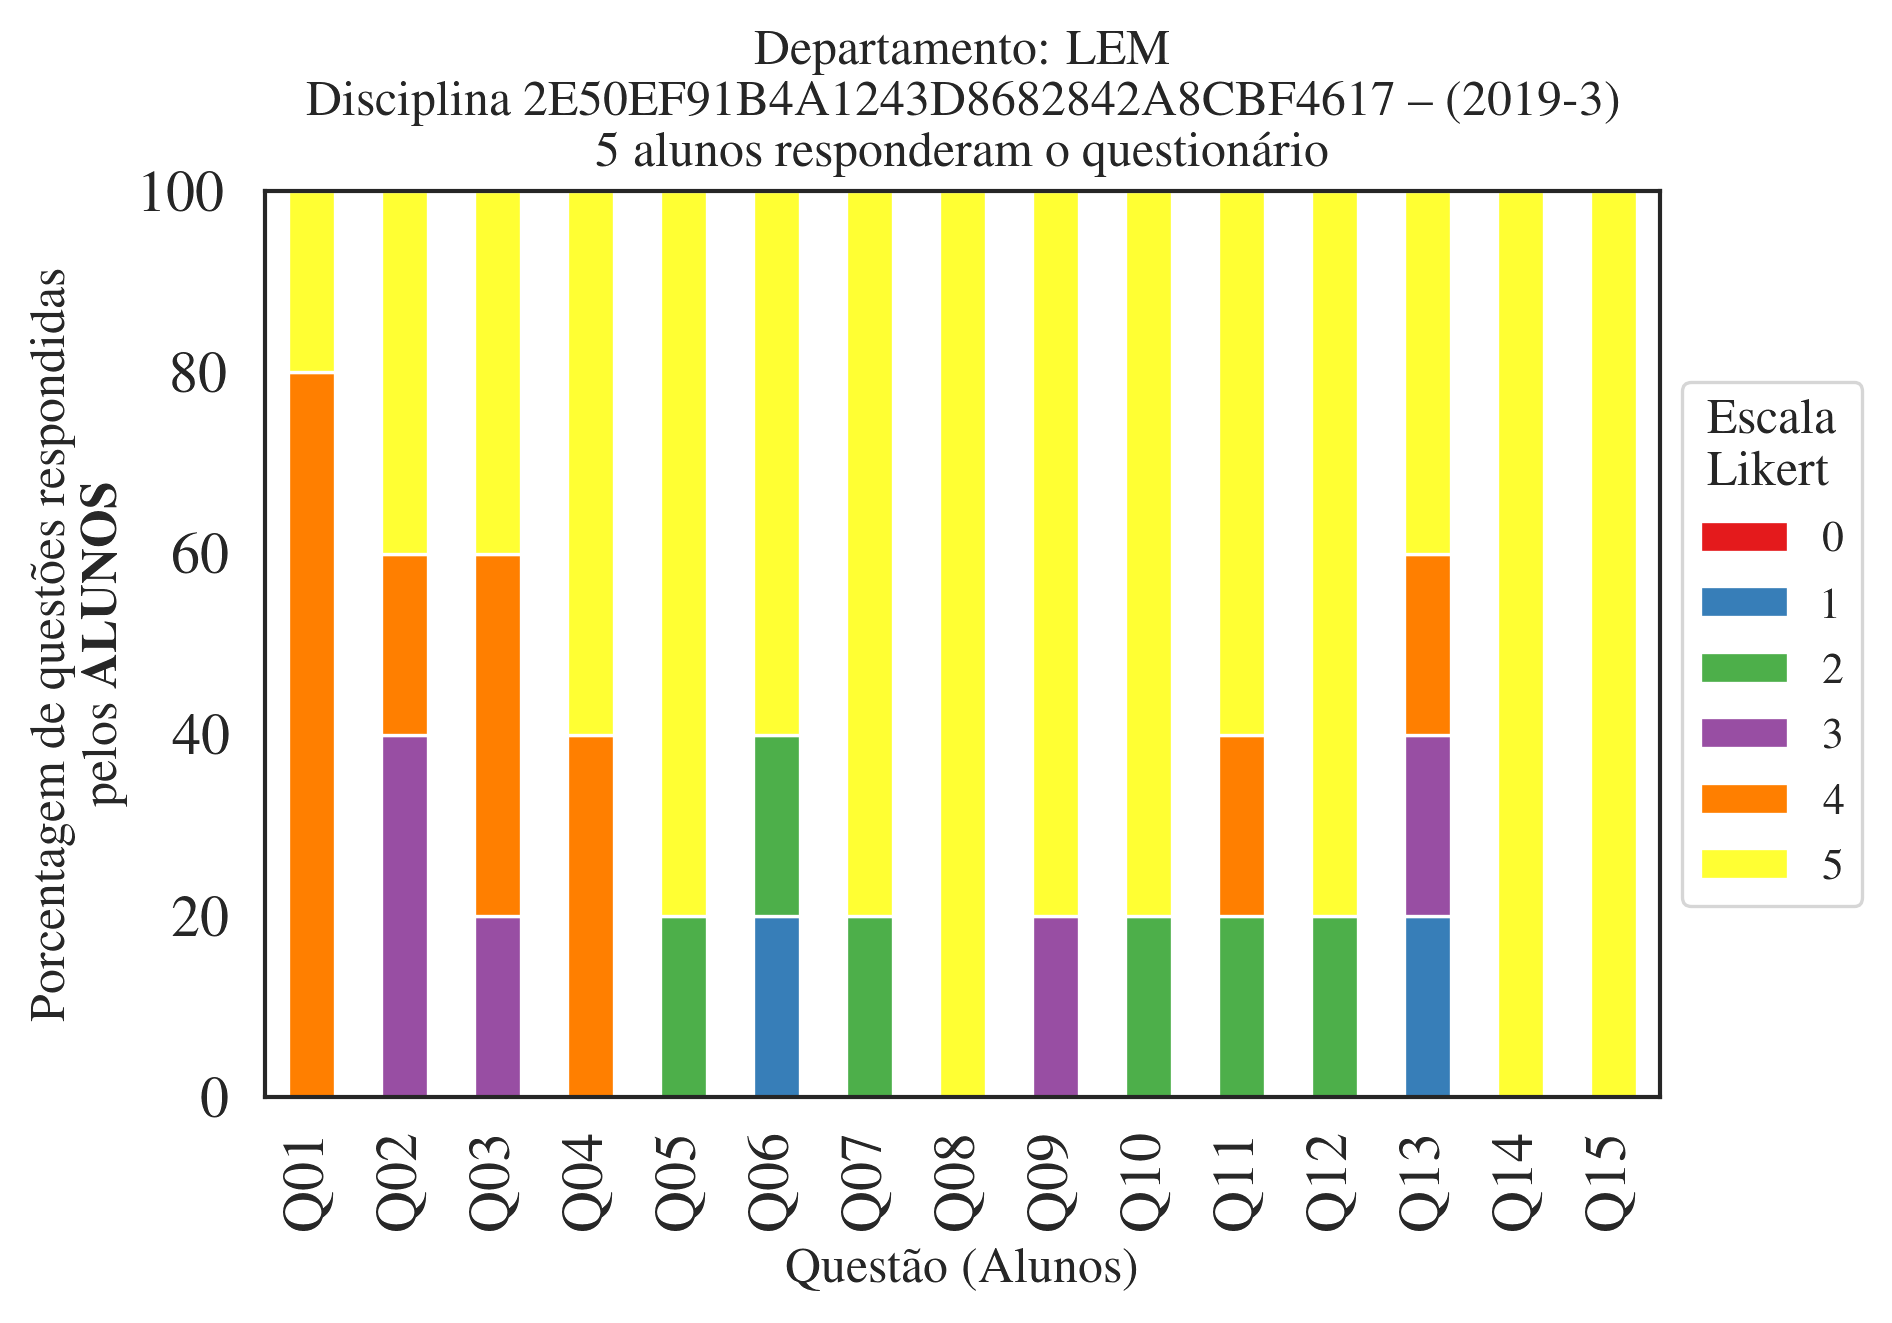 Departamento: LEM
Disciplina 2E50EF91B4A1243D8682842A8CBF4617 – (2019-3)
5 alunos responderam o questionário
100
80
60
40
20
0
Porcentagem de questões respondidas
pelos ALUNOS
Q01
Q02
Q03
Q04
Q05
Q06
Q07
Q08
Q09
Q10
Q11
Q12
Q13
Q14
Q15
Questão (Alunos)
Escala
Likert
0
1
2
3
4
5